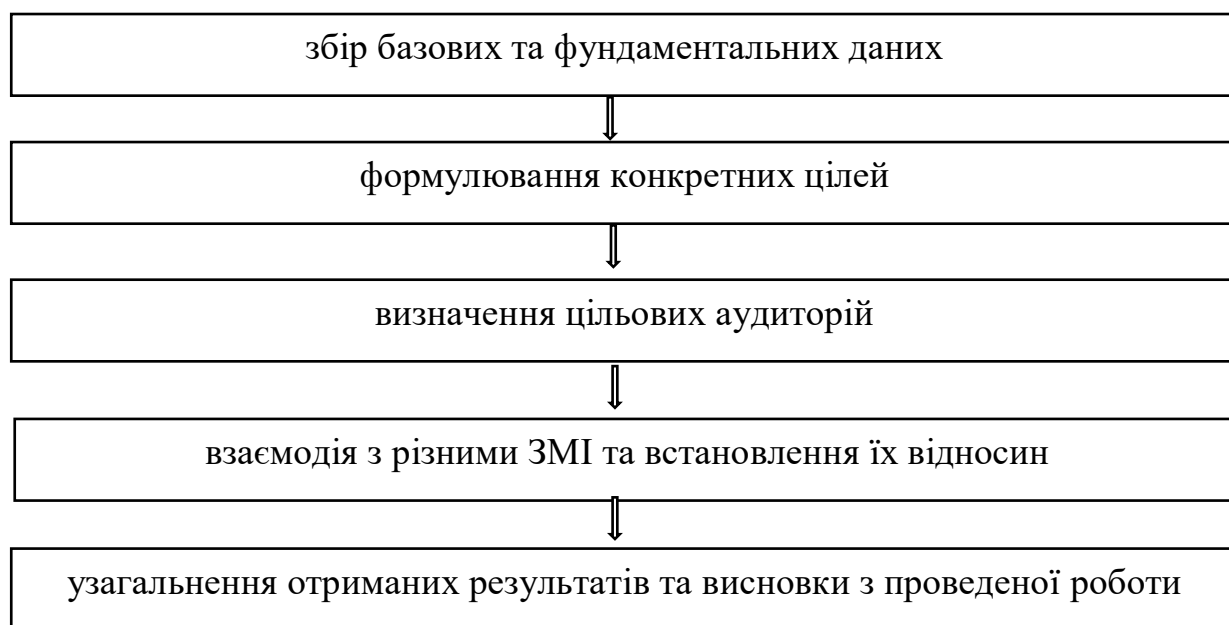 збір базових та фундаментальних даних
формулювання конкретних цілей
визначення цільових аудиторій
взаємодія з різними ЗМІ та встановлення їх відносин
узагальнення отриманих результатів та висновки з проведеної роботи